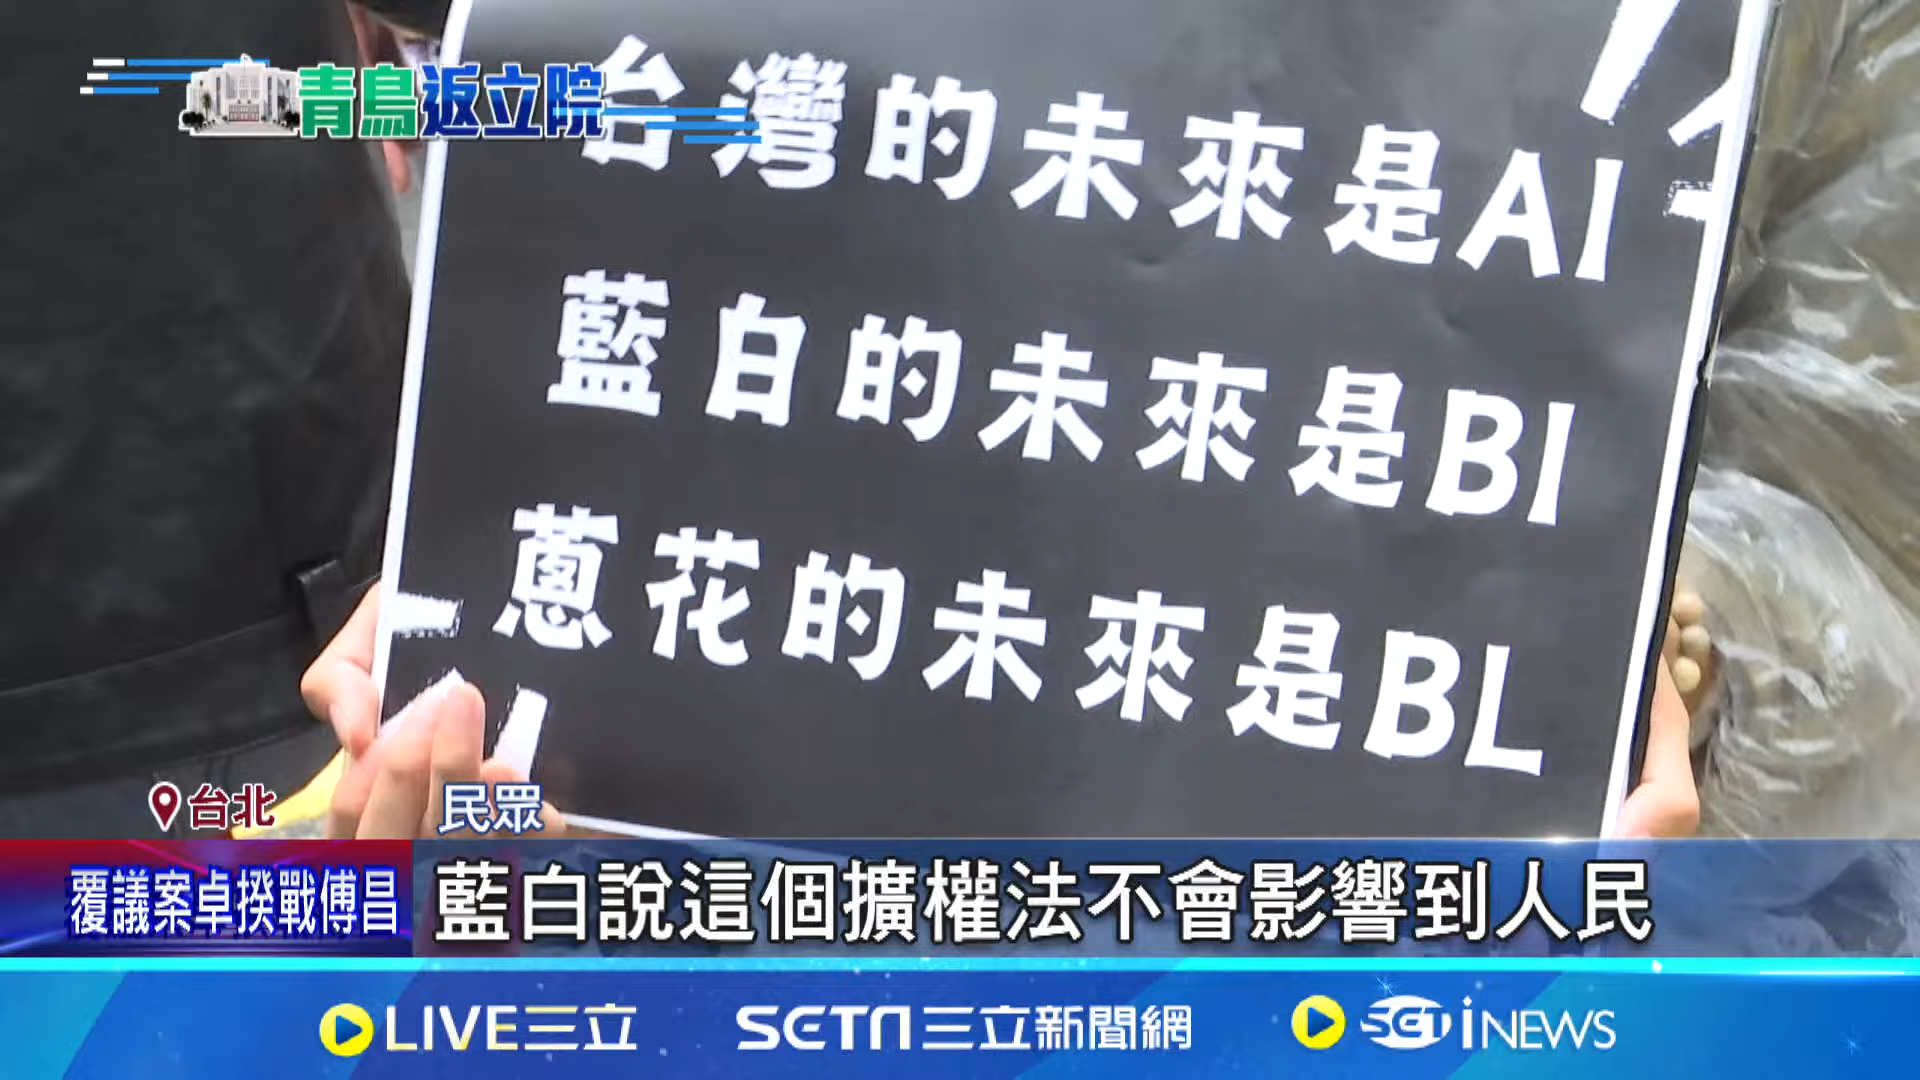 青鳥返立院
台灣的未來是AI
藍白的未來是BI
蔥花的未來是BL
台北
民眾
覆議案卓揆戰傅昌
藍白說這個擴權法不會影響到人民
LIVE三立
SETN三立新聞網
SET iNEWS